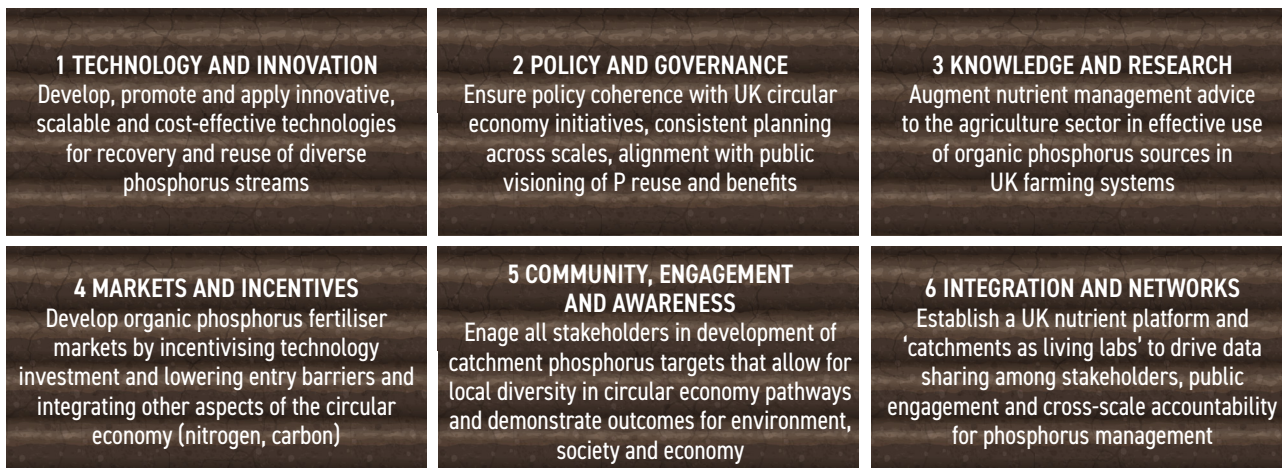 1 TECHNOLOGY AND INNOVATION
Develop, promote and apply innovative,
scalable and cost-effective technologies
for recovery and reuse of diverse
phosphorus streams
2 POLICY AND GOVERNANCE
Ensure policy coherence with UK circular
economy initiatives, consistent planning
across scales, alignment with public
visioning of P reuse and benefits
3 KNOWLEDGE AND RESEARCH
Augment nutrient management advice
to the agriculture sector in effective use
of organic phosphorus sources in
UK farming systems
4 MARKETS AND INCENTIVES
Develop organic phosphorus fertiliser
markets by incentivising technology
investment and lowering entry barriers and
integrating other aspects of the circular
economy (nitrogen, carbon)
5 COMMUNITY, ENGAGEMENT
AND AWARENESS
Enage all stakeholders in development of
catchment phosphorus targets that allow for
local diversity in circular economy pathways
and demonstrate outcomes for environment,
society and economy
6 INTEGRATION AND NETWORKS
Establish a UK nutrient platform and
‘catchments as living labs’ to drive data
sharing among stakeholders, public
engagement and cross-scale accountability
for phosphorus management